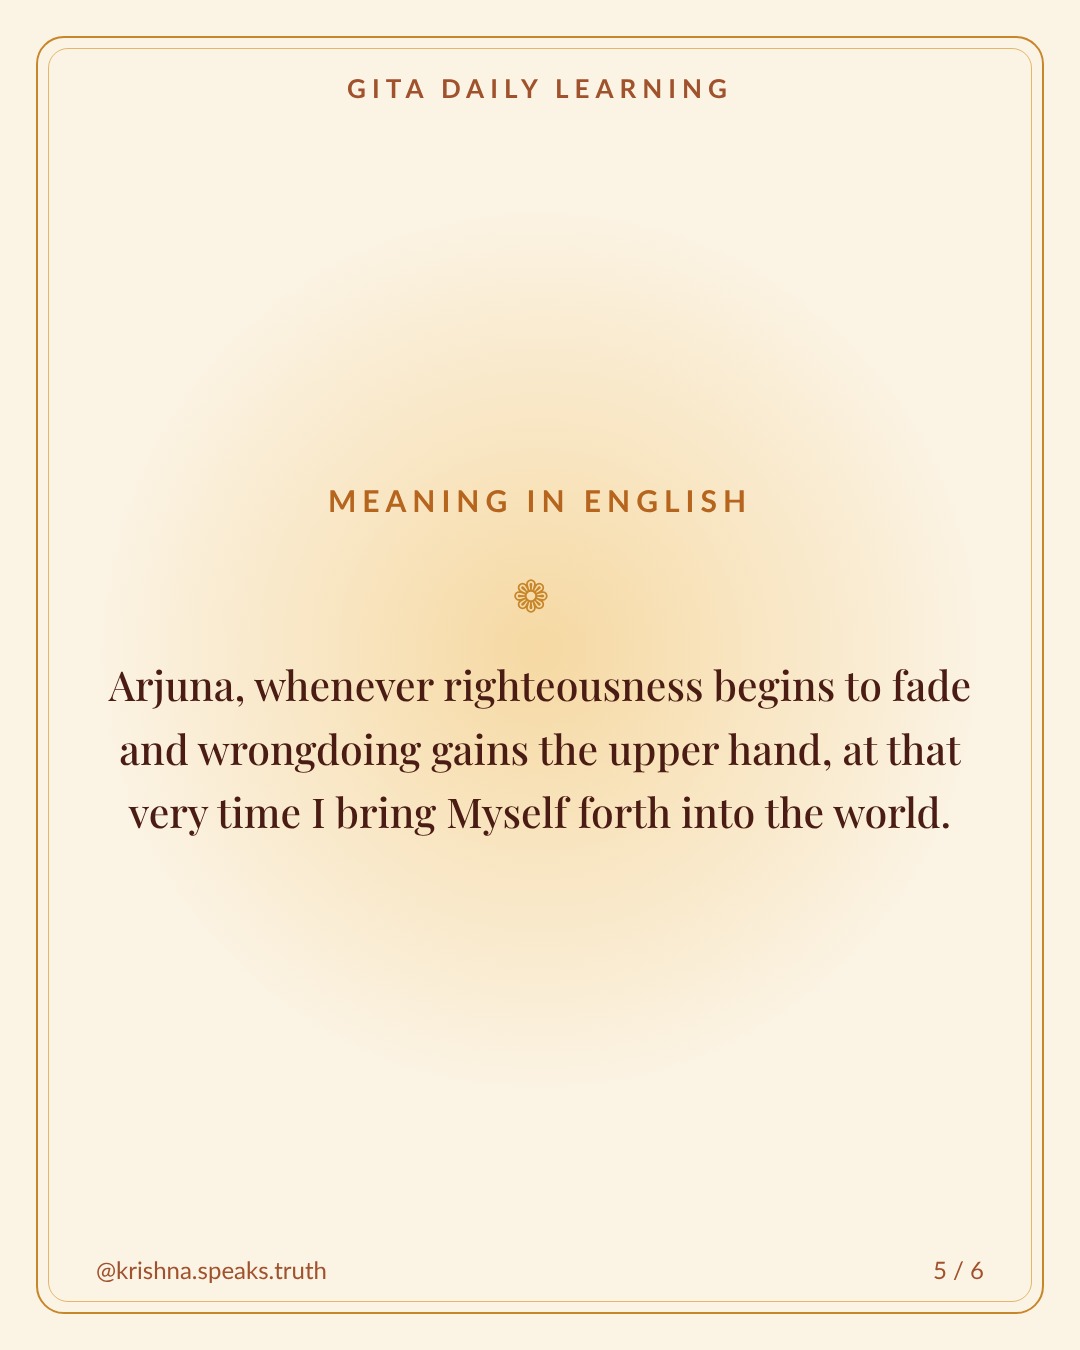 GITA DAILY LEARNING
MEANING IN ENGLISH
Arjuna, whenever righteousness begins to fade
and wrongdoing gains the upper hand, at that
very time I bring Myself forth into the world.
@krishna.speaks.truth
5 / 6